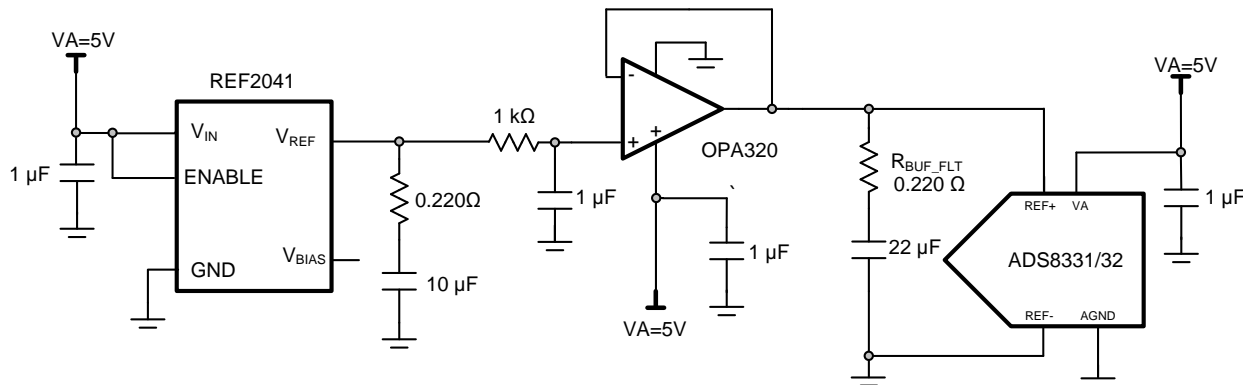 VA=5V
REF2041
VIN
VREF
ENABLE
1 µF
GND
VBIAS
0.220Ω
10 µF
1 kΩ
1 µF
-
+
+
OPA320
`
1 µF
VA=5V
RBUF_FLT
0.220 Ω
22 µF
VA=5V
REF+
VA
1 µF
ADS8331/32
REF-
AGND